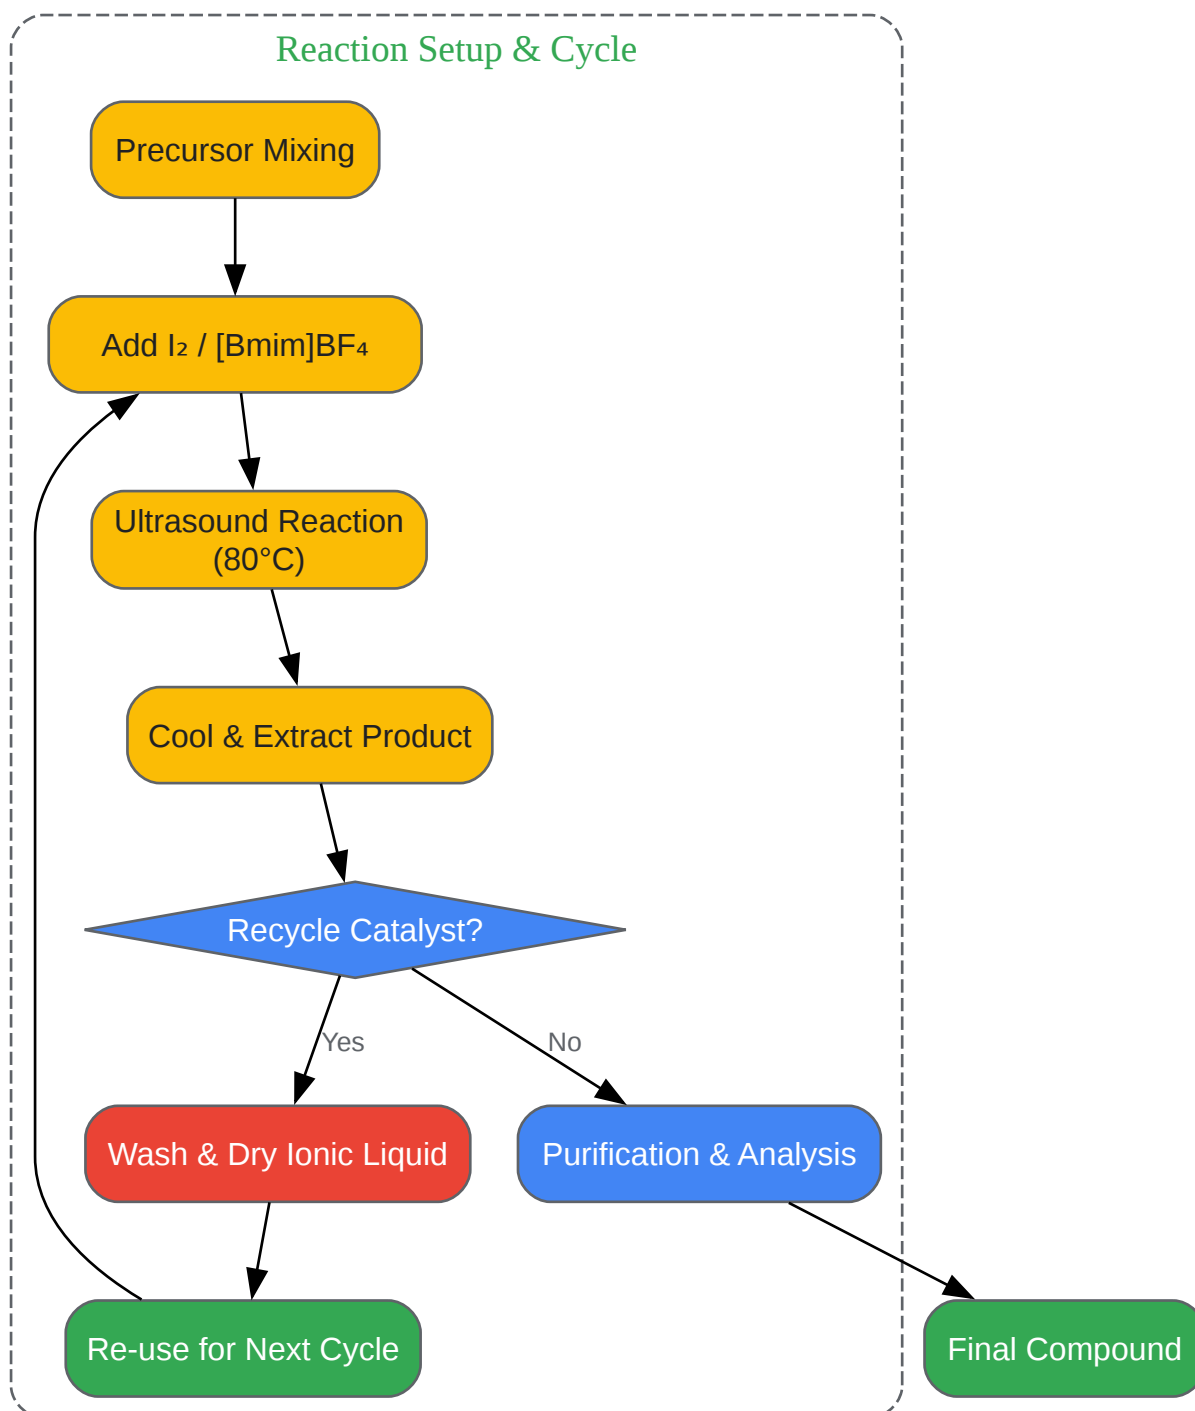 Reaction Setup & Cycle
Precursor Mixing
Add I₂ / [Bmim]BF₄
Ultrasound Reaction
(80°C)
Cool & Extract Product
Recycle Catalyst?
Yes
No
Wash & Dry Ionic Liquid
Purification & Analysis
Re-use for Next Cycle
Final Compound